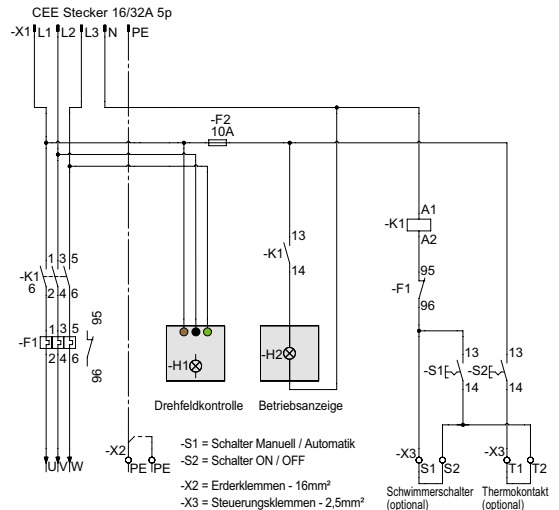 CEE Stecker 16/32A 5p
-X1 L1 L2 L3 N PE
-F2
10A
A1
-K1
A2
13
-K1
14
1 3 5
-K1
6
2 4 6
95
-F1
96
1 3 5
-F1
2 4 6
95
96
-H1
-H2
13
-S1
14
13
-S2
14
Drehfeldkontrolle
Betriebsanzeige
-X2
PE PE
U V W
-S1 = Schalter Manuell / Automatik
-S2 = Schalter ON / OFF
-X2 = Erderklemmen - 16mm²
-X3 = Steuerungsklemmen - 2,5mm²
-X3
S1 S2
-X3
T1 T2
Schwimmerschalter
(optional)
Thermokontakt
(optional)